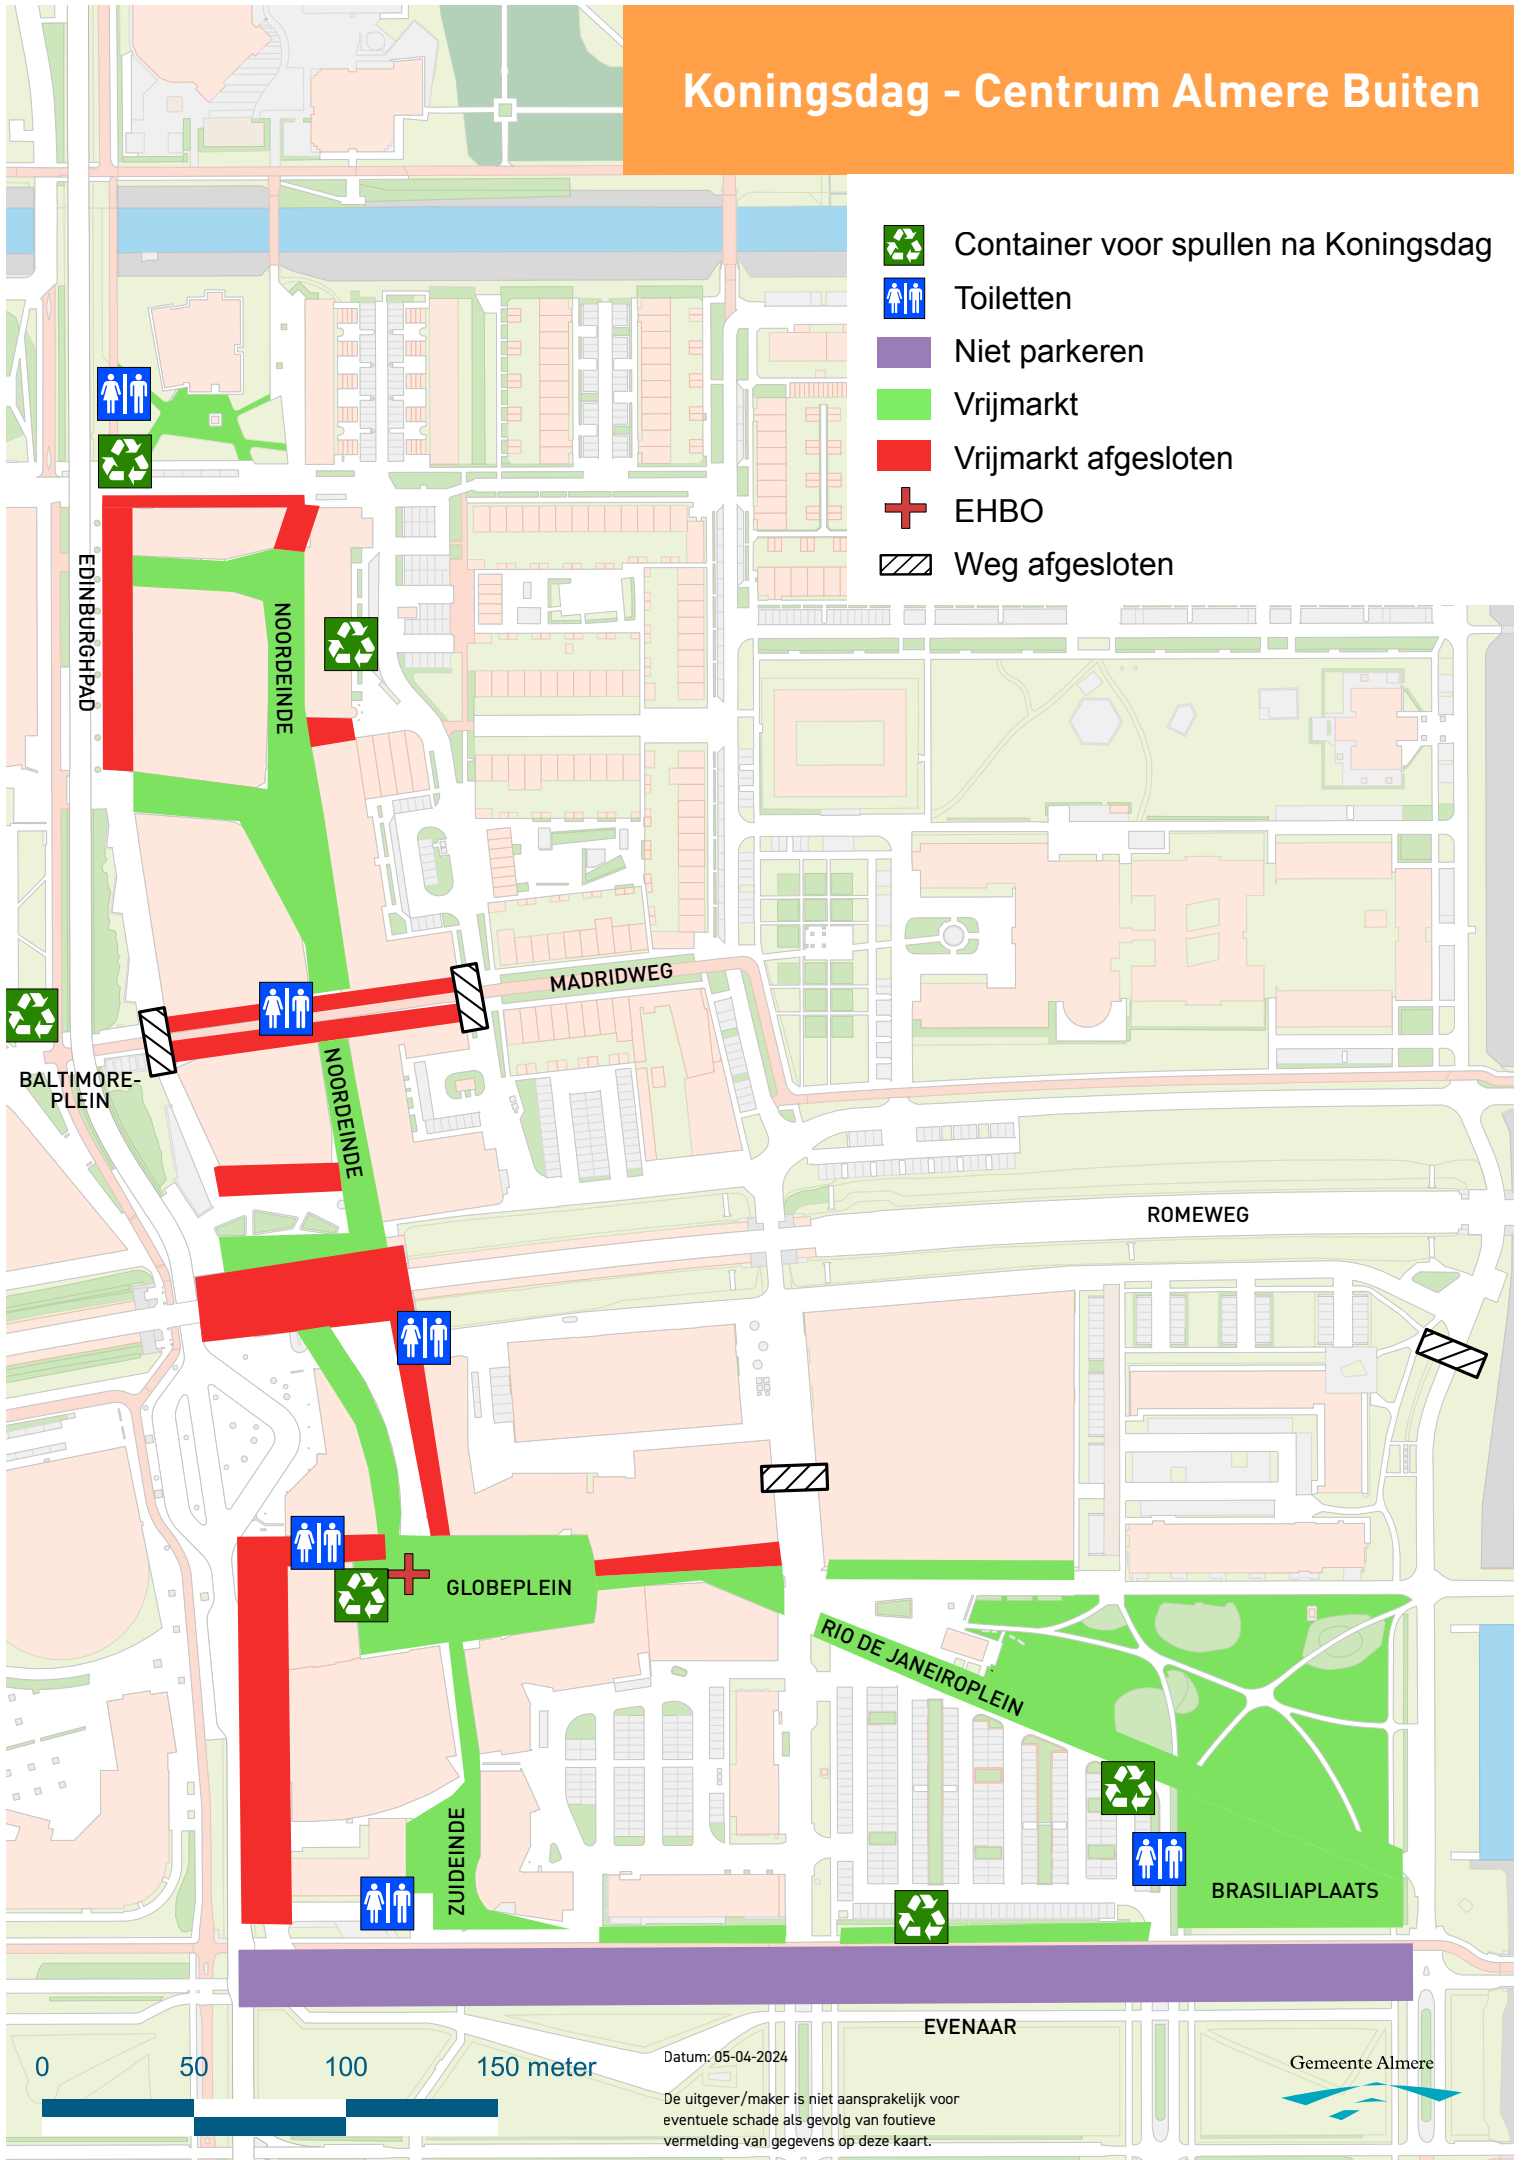 Koningsdag - Centrum Almere Buiten
Container voor spullen na Koningsdag
Toiletten
Niet parkeren
Vrijmarkt
Vrijmarkt afgesloten
EHBO
Weg afgesloten
EDINBURGHPAD
NOORDEINDE
MADRIDWEG
BALTIMORE-
PLEIN
NOORDEINDE
ROMEWEG
GLOBEPLEIN
RIO DE JANEIROPLEIN
ZUIDEINDE
BRASILIAPLAATS
EVENAAR
0 50 100 150 meter
Datum: 05-04-2024
De uitgever/maker is niet aansprakelijk voor
eventuele schade als gevolg van foutieve
vermelding van gegevens op deze kaart.
Gemeente Almere